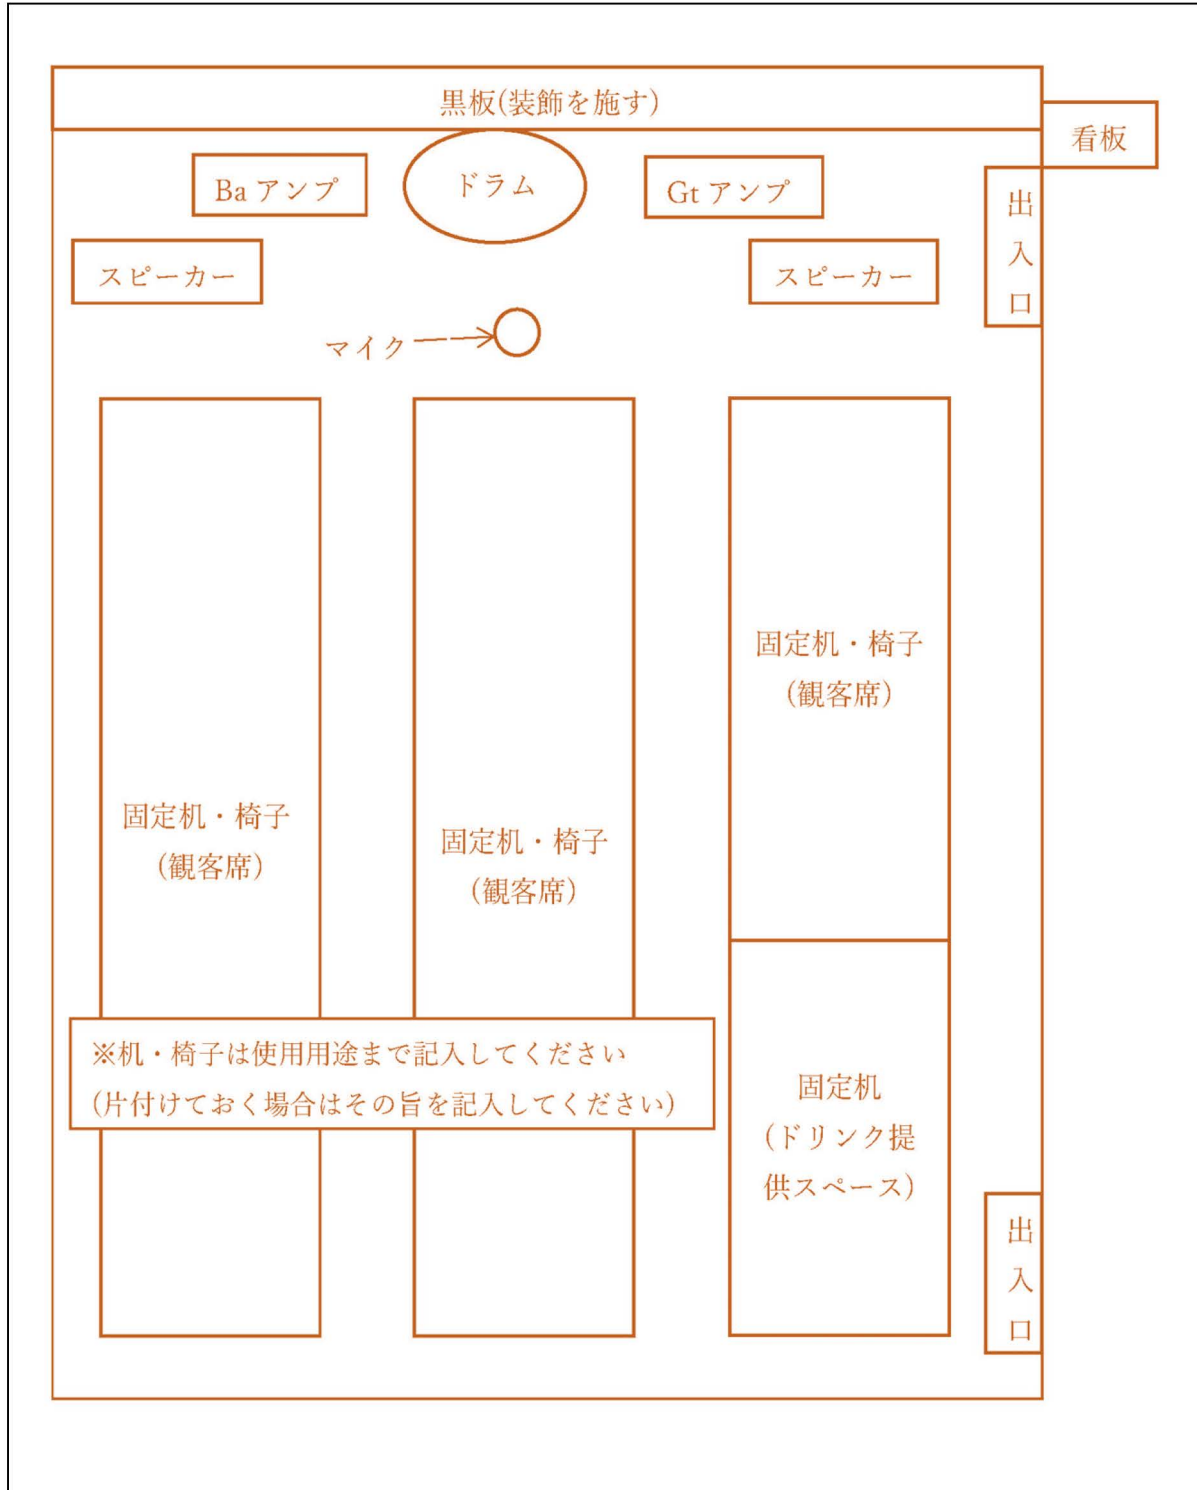 黒板(装飾を施す)
看板
Ba アンプ
ドラム
Gt アンプ
出入口
スピーカー
スピーカー
マイク
固定机・椅子
(観客席)
固定机・椅子
(観客席)
固定机・椅子
(観客席)
※机・椅子は使用用途まで記入してください
(片付けておく場合はその旨を記入してください)
固定机
(ドリンク提
供スペース)
出入口